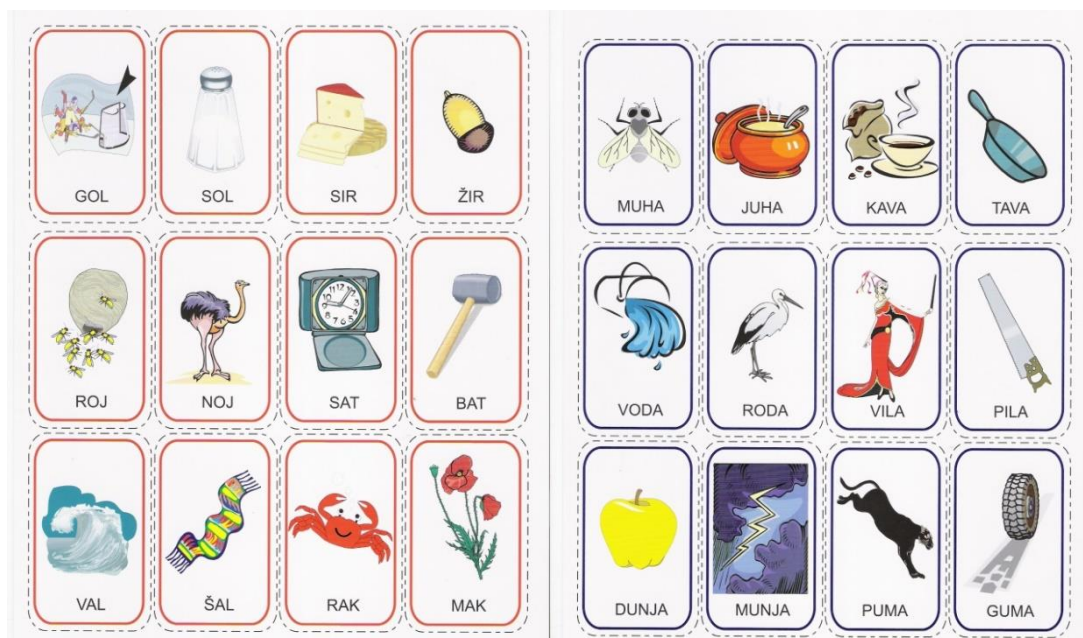 GOL SOL SIR ŽIR
ROJ NOJ SAT BAT
VAL ŠAL RAK MAK
MUHA JUHA KAVA TAVA
VODA RODA VILA PILA
DUNJA MUNJA PUMA GUMA